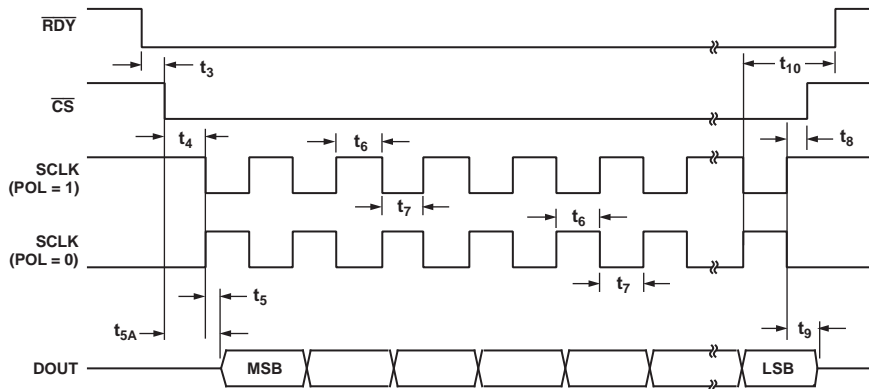 RDY
t3
t10
CS
t4
t6
t8
SCLK
(POL = 1)
t7
t6
SCLK
(POL = 0)
t7
t5
t5A
t9
DOUT
MSB
LSB